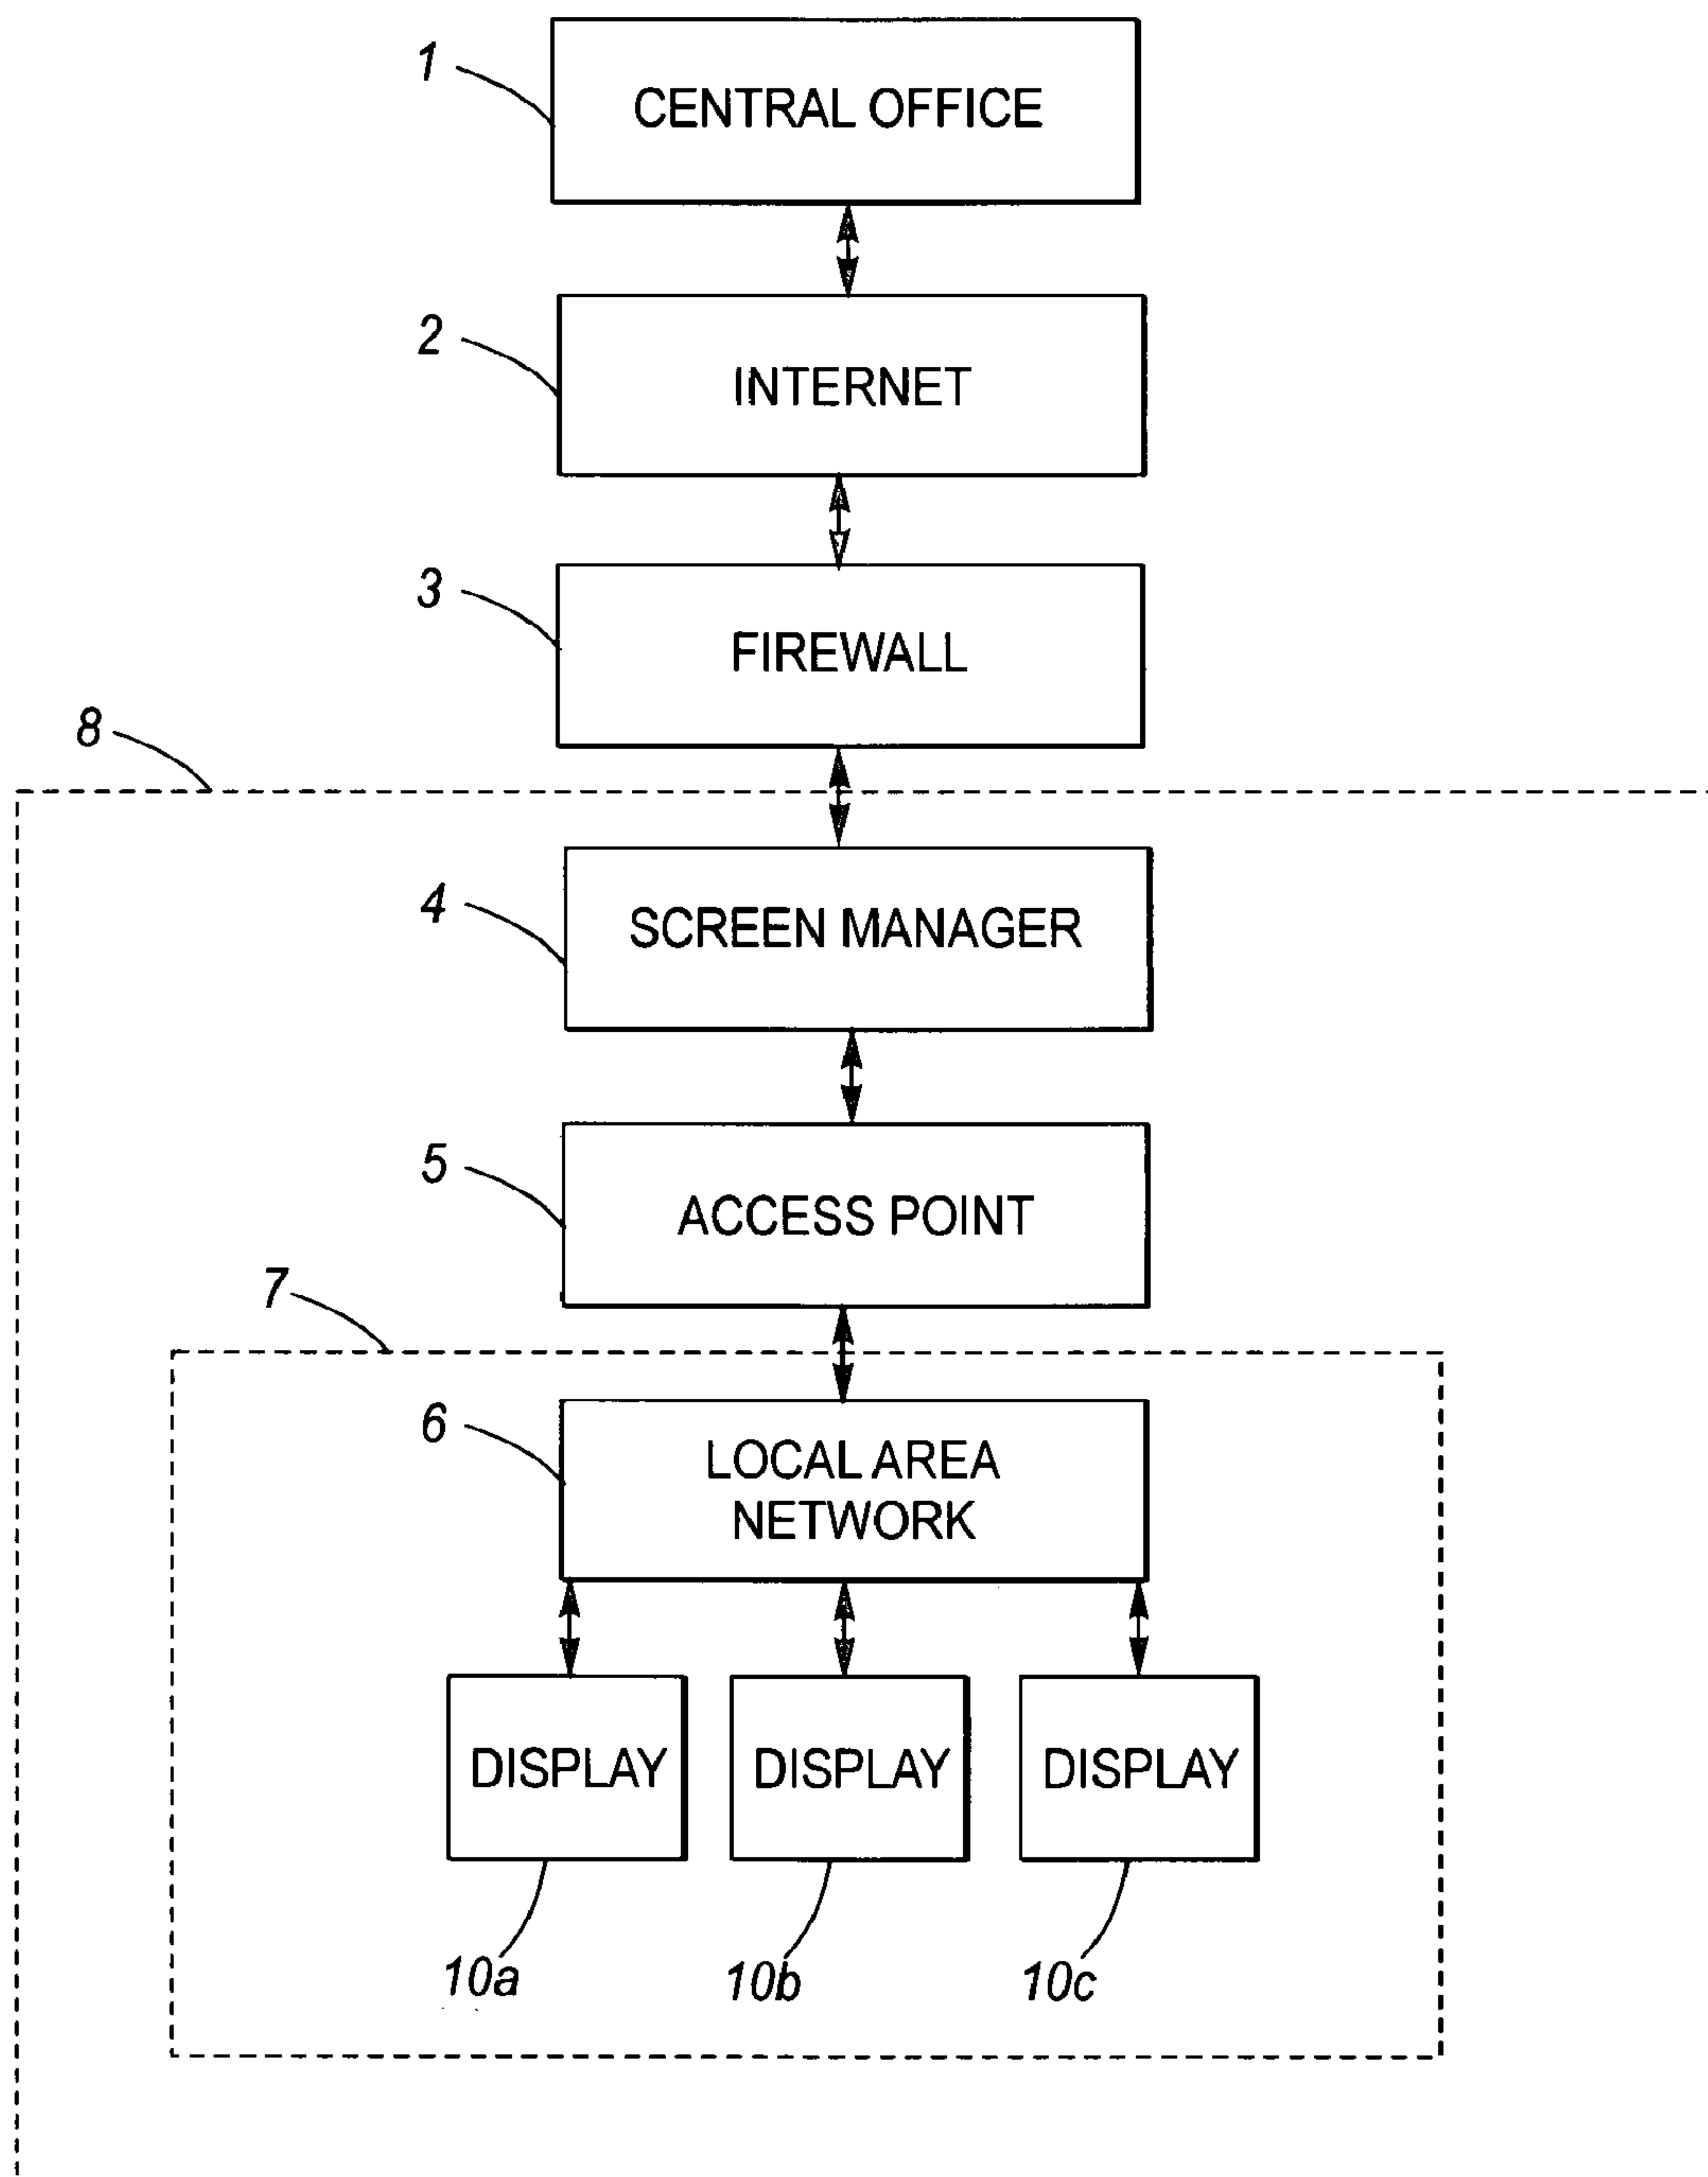 1
CENTRAL OFFICE
2
INTERNET
3
FIREWALL
8
4
SCREEN MANAGER
5
ACCESS POINT
7
6
LOCAL AREA
NETWORK
DISPLAY DISPLAY DISPLAY
10a 10b 10c